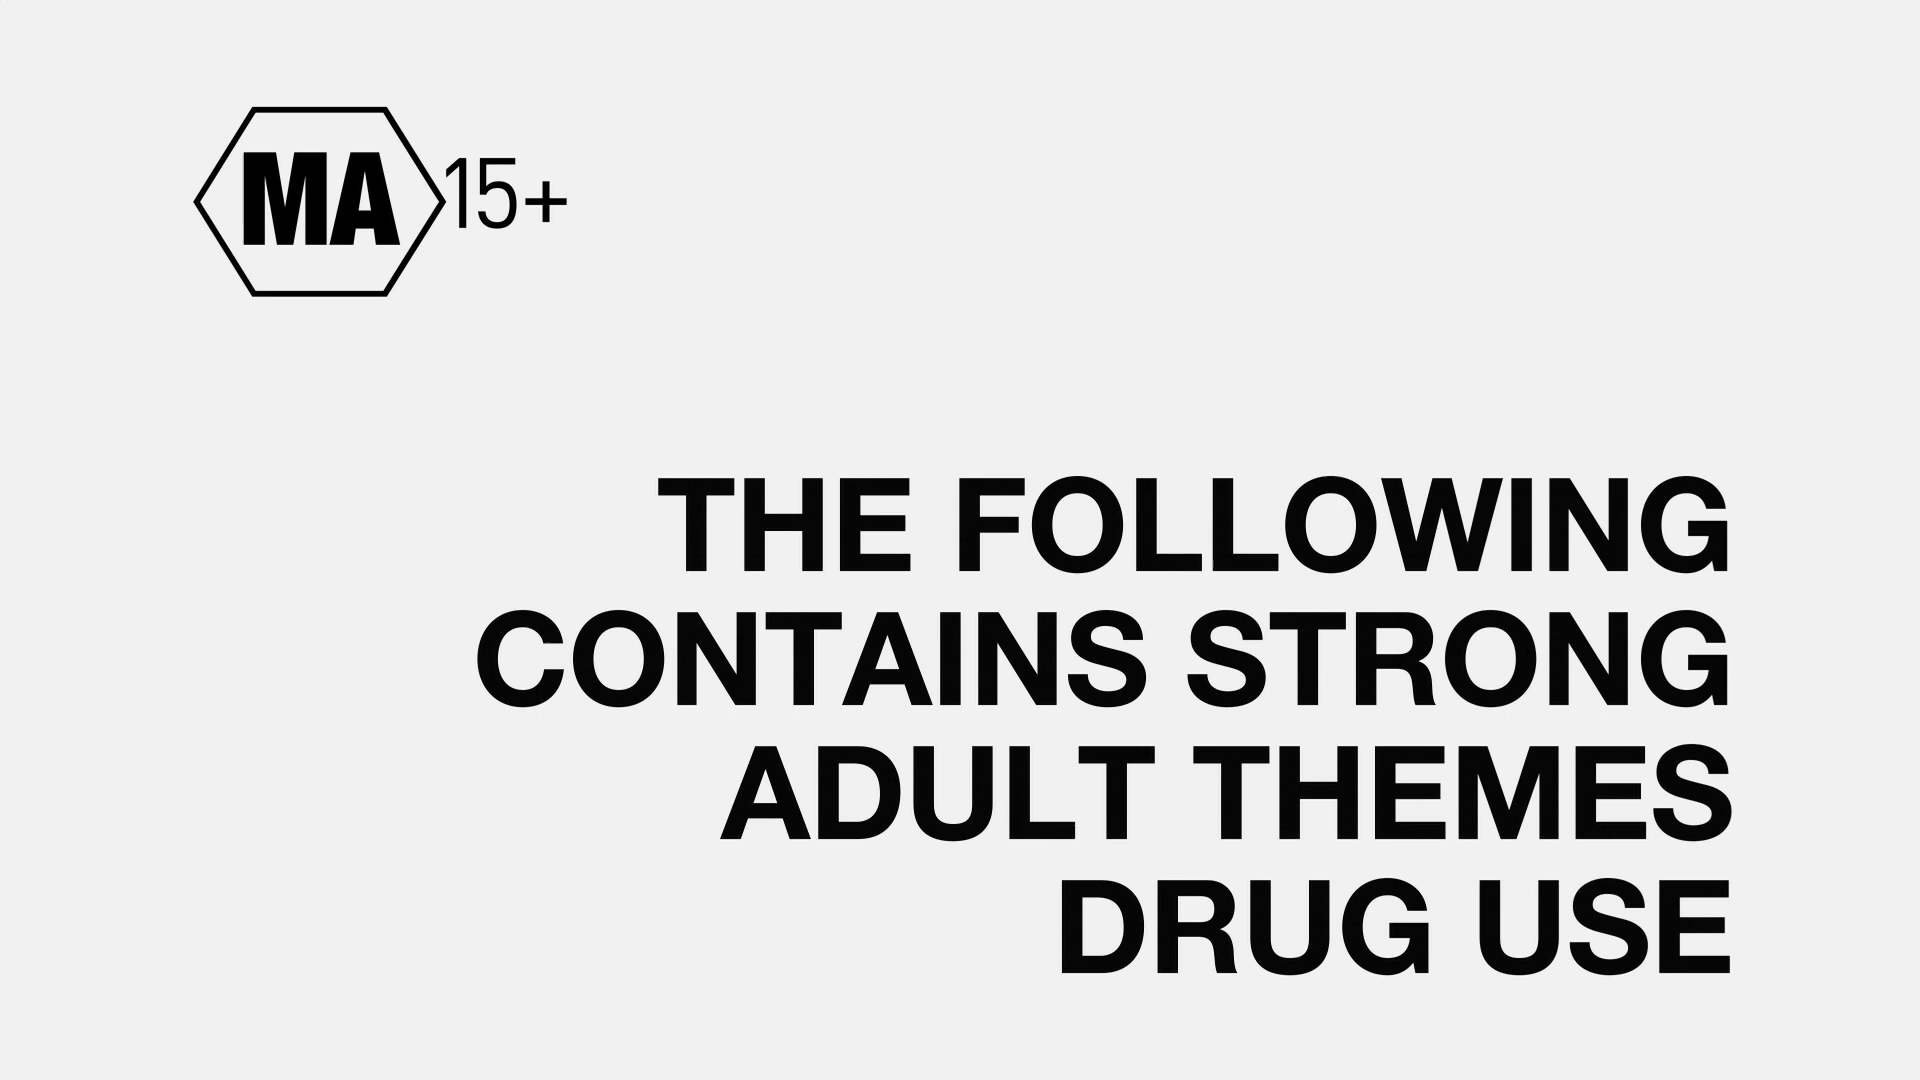 MA 15+
THE FOLLOWING
CONTAINS STRONG
ADULT THEMES
DRUG USE